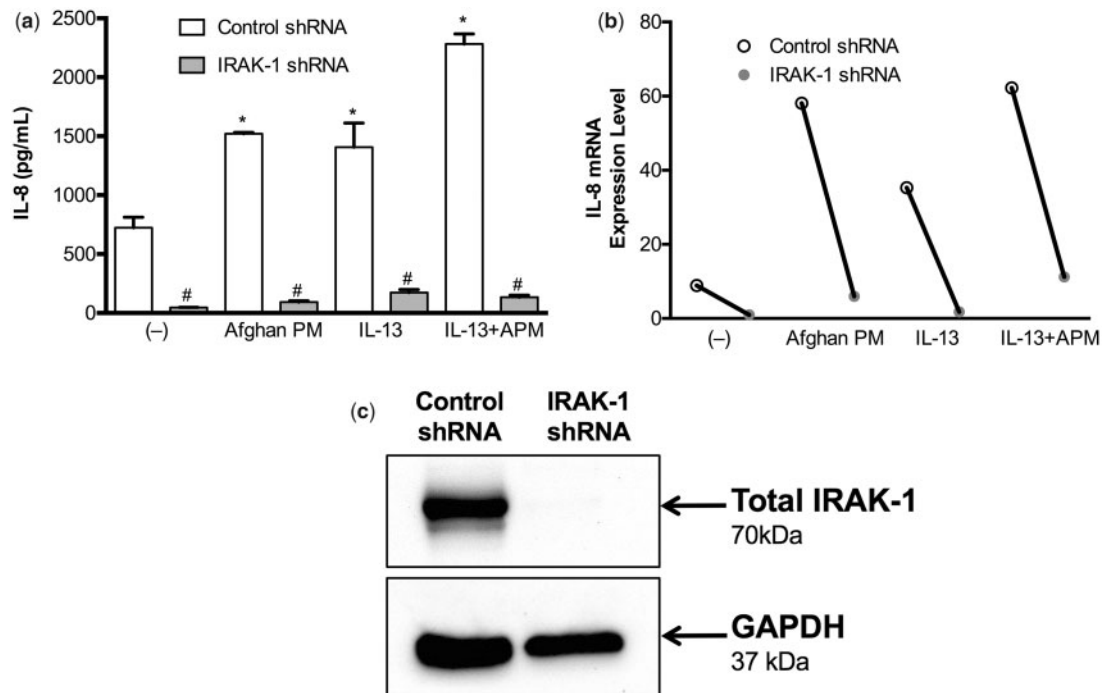 (a)
2500
2000
1500
1000
500
0
IL-8 (pg/mL)
Control shRNA
IRAK-1 shRNA
*
*
*
#
#
#
#
(–)
Afghan PM
IL-13
IL-13+APM
(b)
80
60
40
20
0
IL-8 mRNA
Expression Level
Control shRNA
IRAK-1 shRNA
(–)
Afghan PM
IL-13
IL-13+APM
(c)
Control
shRNA
IRAK-1
shRNA
Total IRAK-1
70kDa
GAPDH
37 kDa